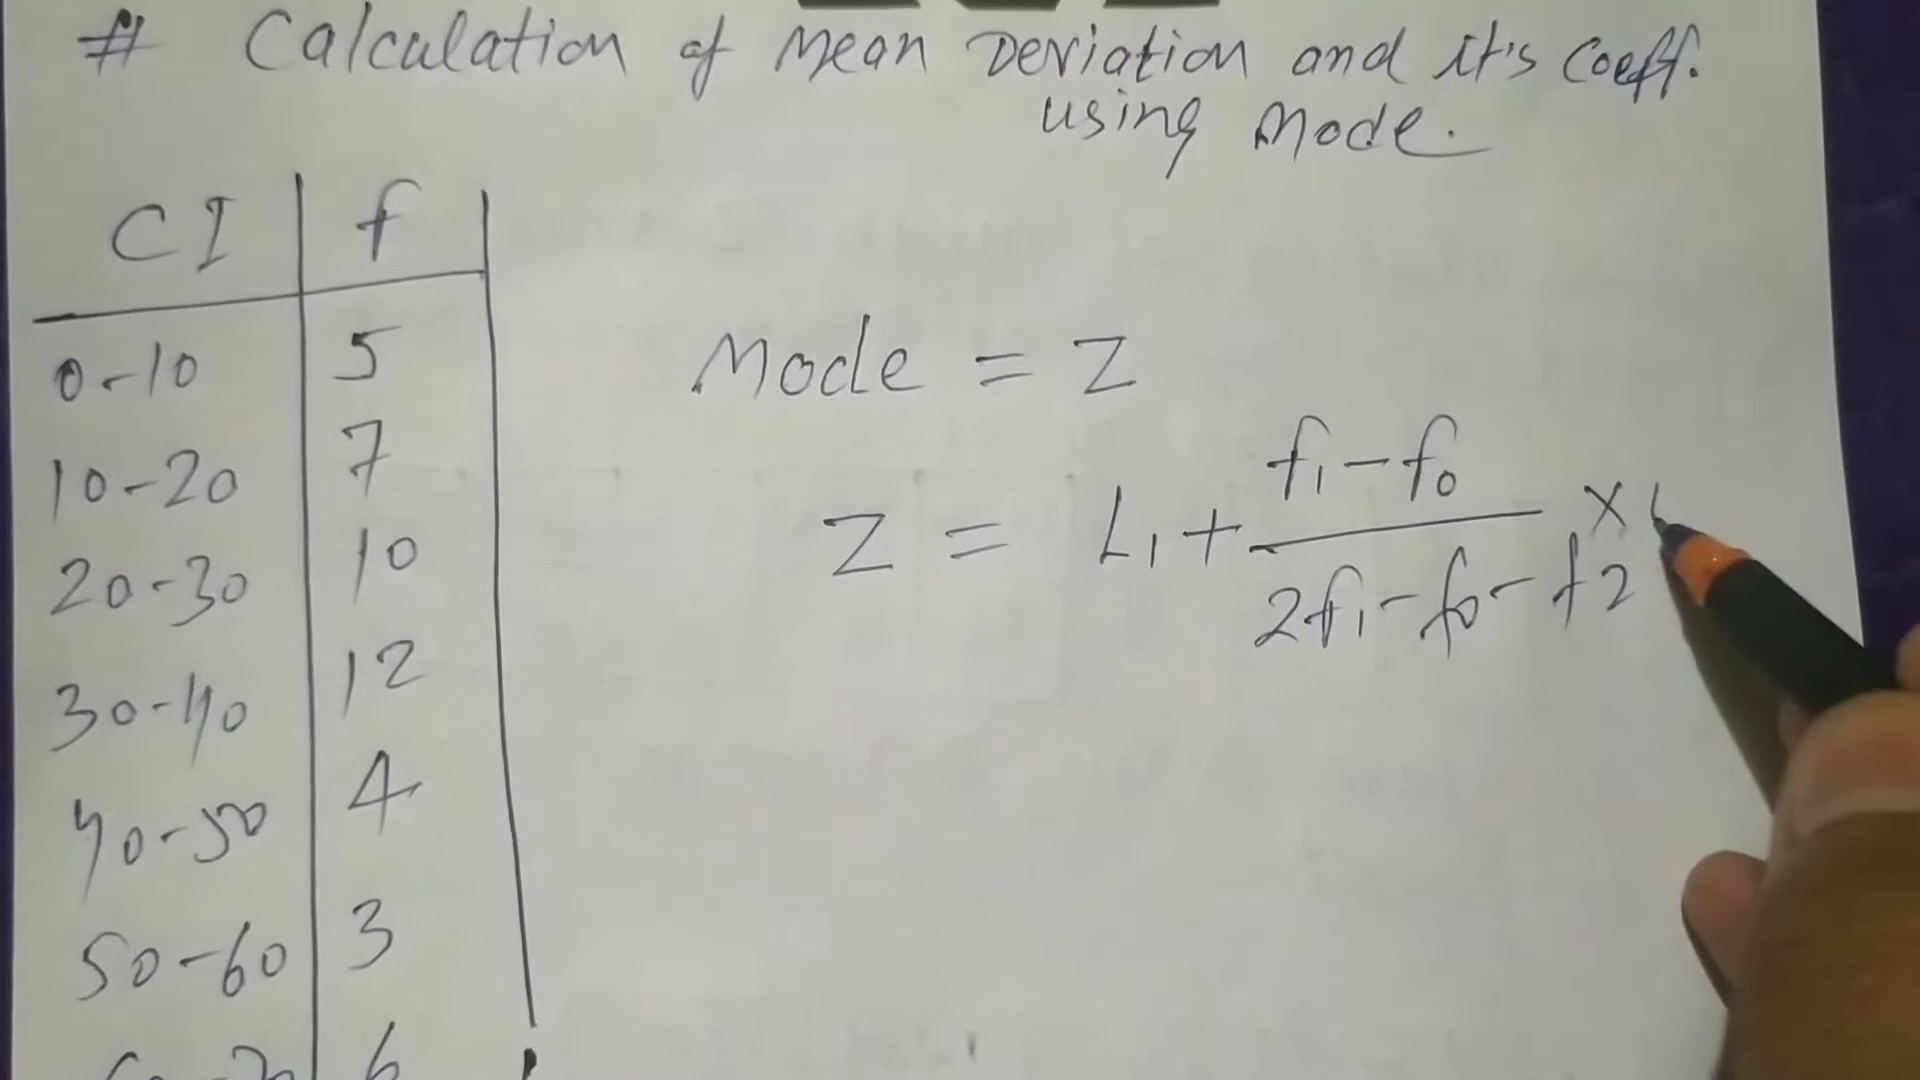 # Calculation of Mean Deviation and it's Coeff.
using Mode.
CI f
0-10 5
10-20 7
20-30 10
30-40 12
40-50 4
50-60 3
6
Mode = Z
Z = L₁ + (f₁ - f₀) / (2f₁ - f₀ - f₂) ×